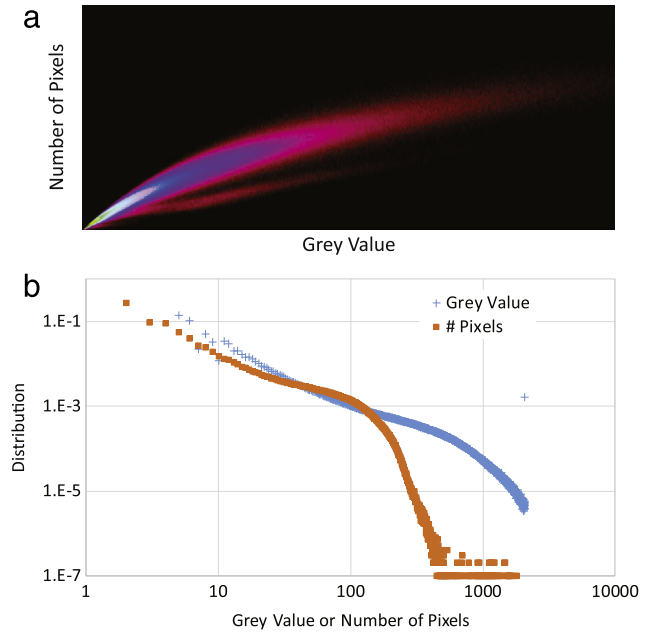 a
Number of Pixels
Grey Value
b
Grey Value
# Pixels
1.E-1
1.E-3
1.E-5
1.E-7
Distribution
1
10
100
1000
10000
Grey Value or Number of Pixels